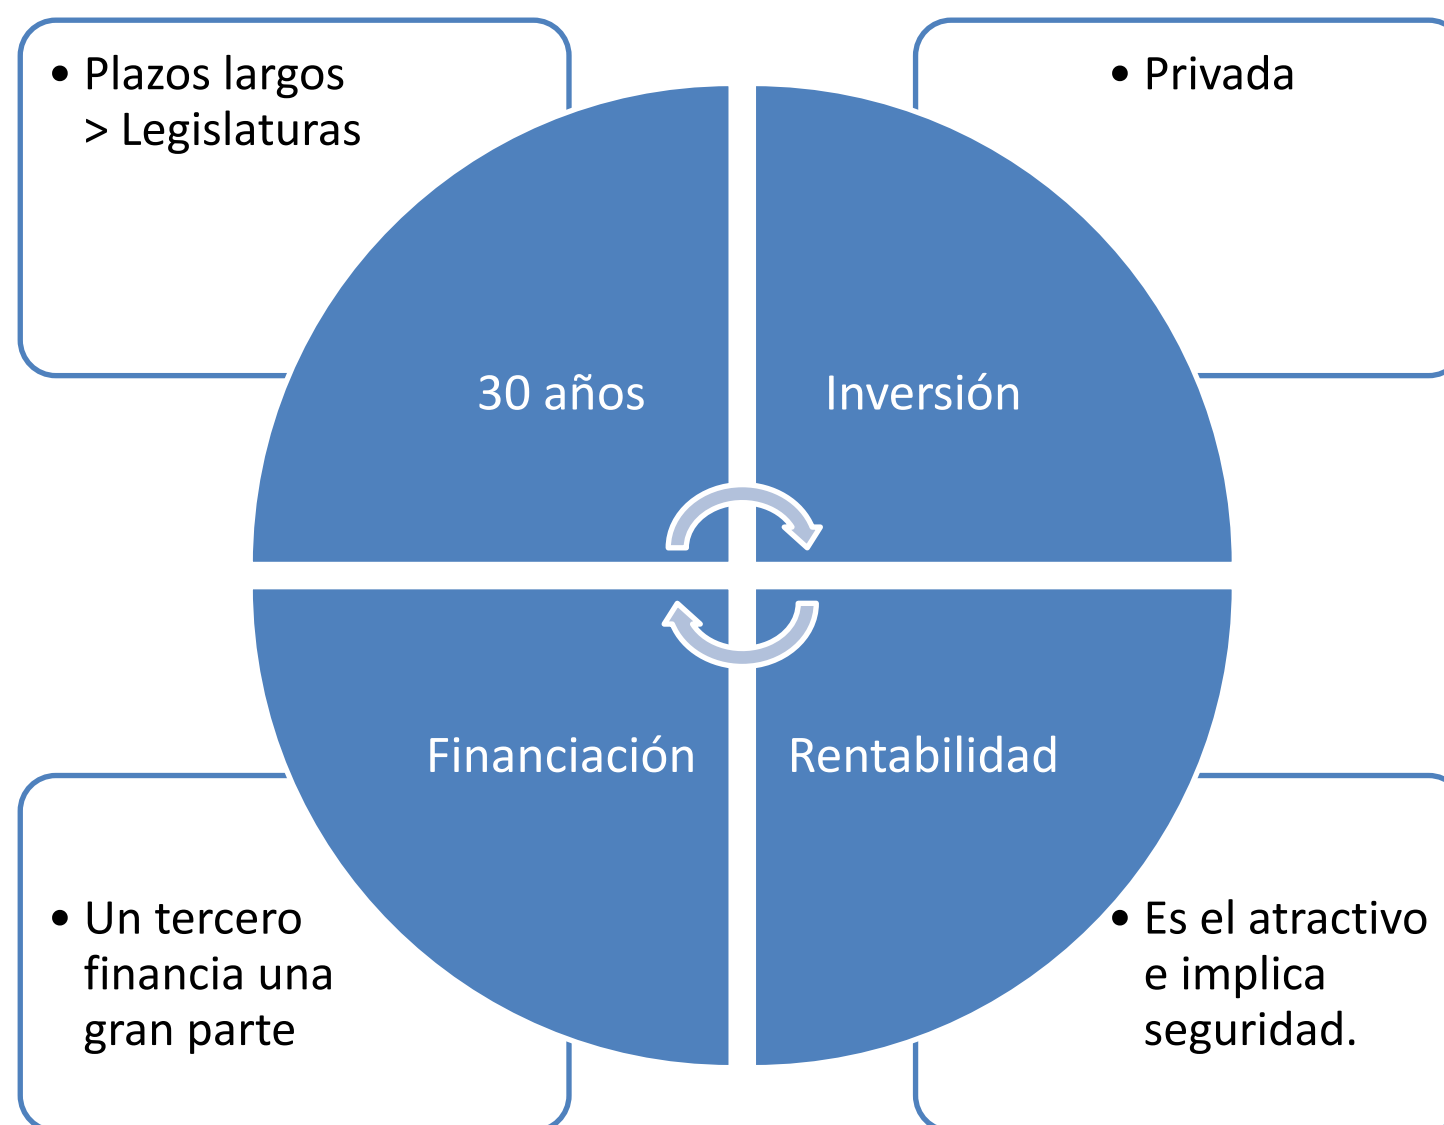 • Plazos largos
> Legislaturas
• Privada
30 años
Inversión
Financiación
Rentabilidad
• Un tercero
financia una
gran parte
• Es el atractivo
e implica
seguridad.